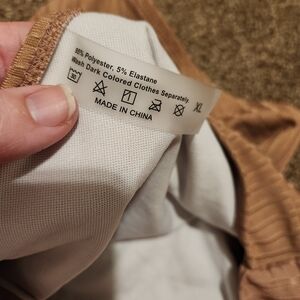 95% Polyester, 5% Elastane
Wash Dark Colored Clothes Separately.
MADE IN CHINA
XL